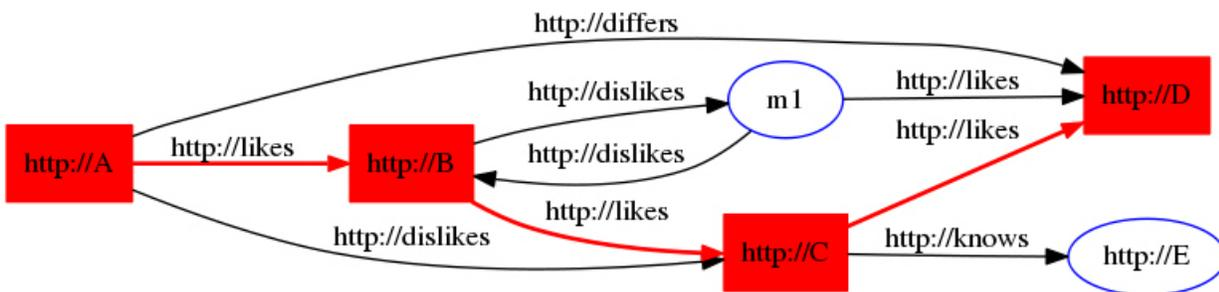 http://differs
http://dislikes
m1
http://likes
http://D
http://likes
http://likes
http://A
http://B
http://dislikes
http://likes
http://dislikes
http://knows
http://C
http://E